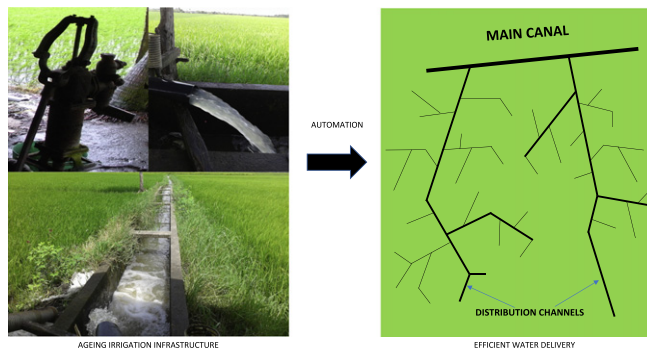 AUTOMATION
MAIN CANAL
DISTRIBUTION CHANNELS
AGEING IRRIGATION INFRASTRUCTURE
EFFICIENT WATER DELIVERY